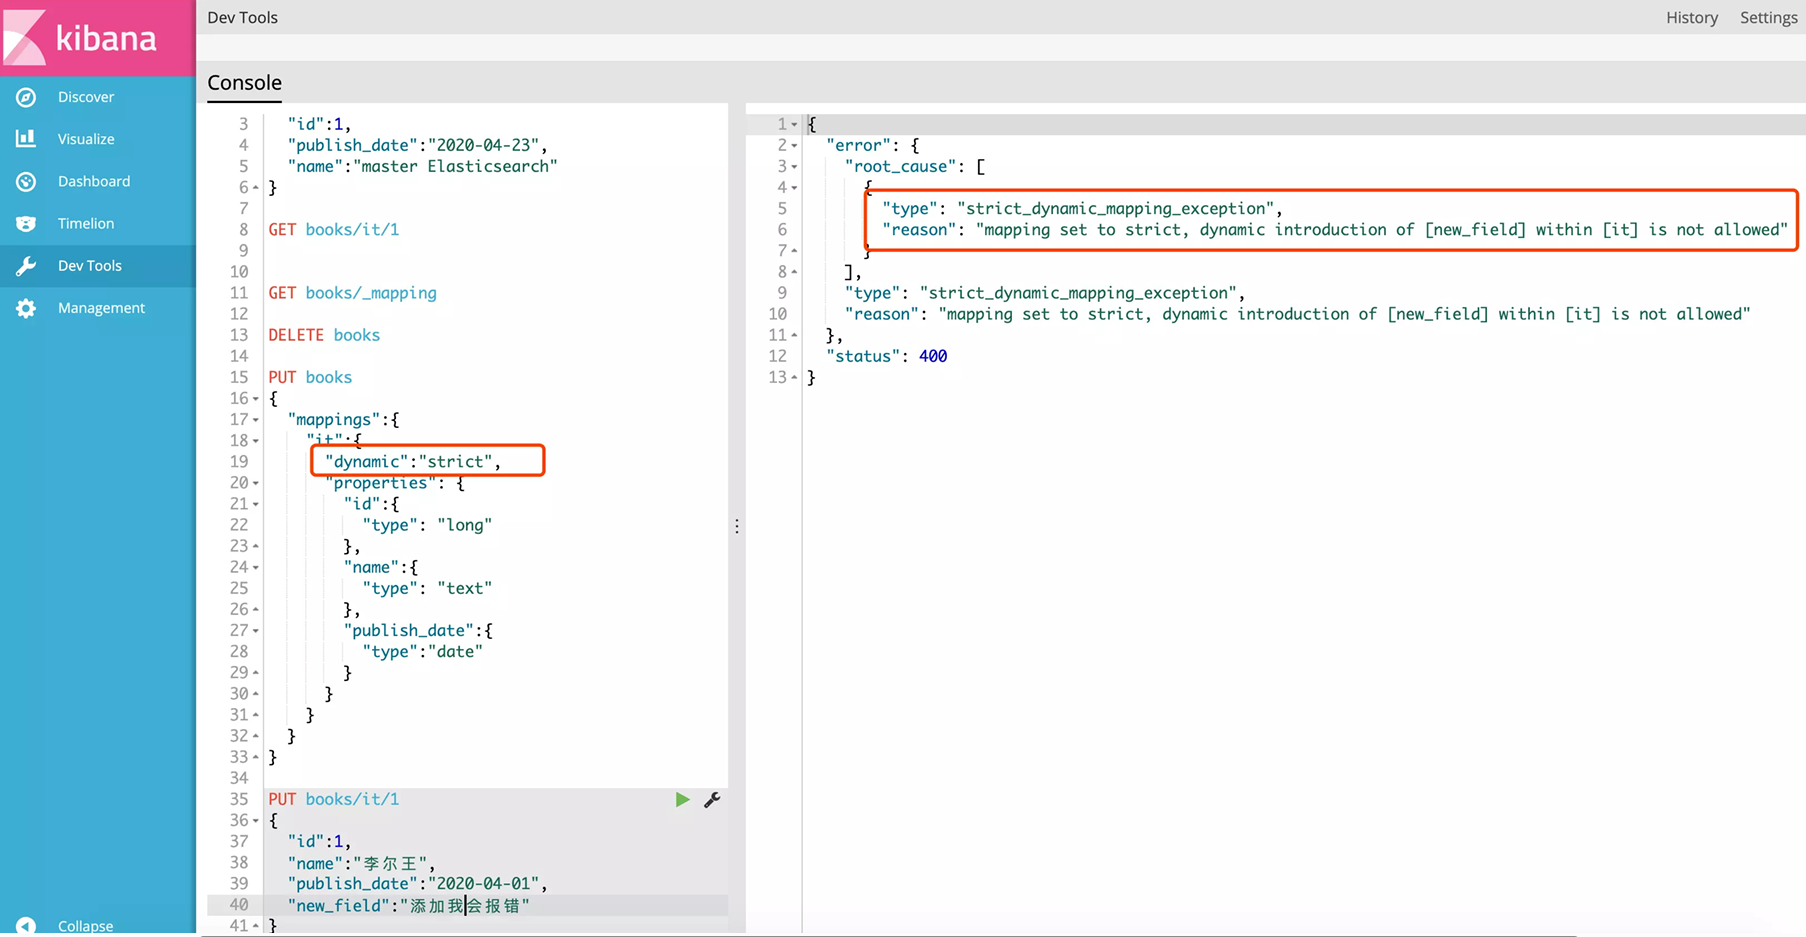 kibana
Discover
Visualize
Dashboard
Timelion
Dev Tools
Management
Collapse
Dev Tools
History
Settings
Console
3 "id":1,
4 "publish_date":"2020-04-23",
5 "name":"master Elasticsearch"
6 }
7
8 GET books/it/1
9
10
11 GET books/_mapping
12
13 DELETE books
14
15 PUT books
16 {
17 "mappings":{
18 "it":{
19 "dynamic":"strict",
20 "properties": {
21 "id":{
22 "type": "long"
23 },
24 "name":{
25 "type": "text"
26 },
27 "publish_date":{
28 "type":"date"
29 }
30 }
31 }
32 }
33 }
34
35 PUT books/it/1
36 {
37 "id":1,
38 "name":"李尔王",
39 "publish_date":"2020-04-01",
40 "new_field":"添加我会报错"
41 }
1 {
2 "error": {
3 "root_cause": [
4 {
5 "type": "strict_dynamic_mapping_exception",
6 "reason": "mapping set to strict, dynamic introduction of [new_field] within [it] is not allowed"
7 }
8 ],
9 "type": "strict_dynamic_mapping_exception",
10 "reason": "mapping set to strict, dynamic introduction of [new_field] within [it] is not allowed"
11 },
12 "status": 400
13 }